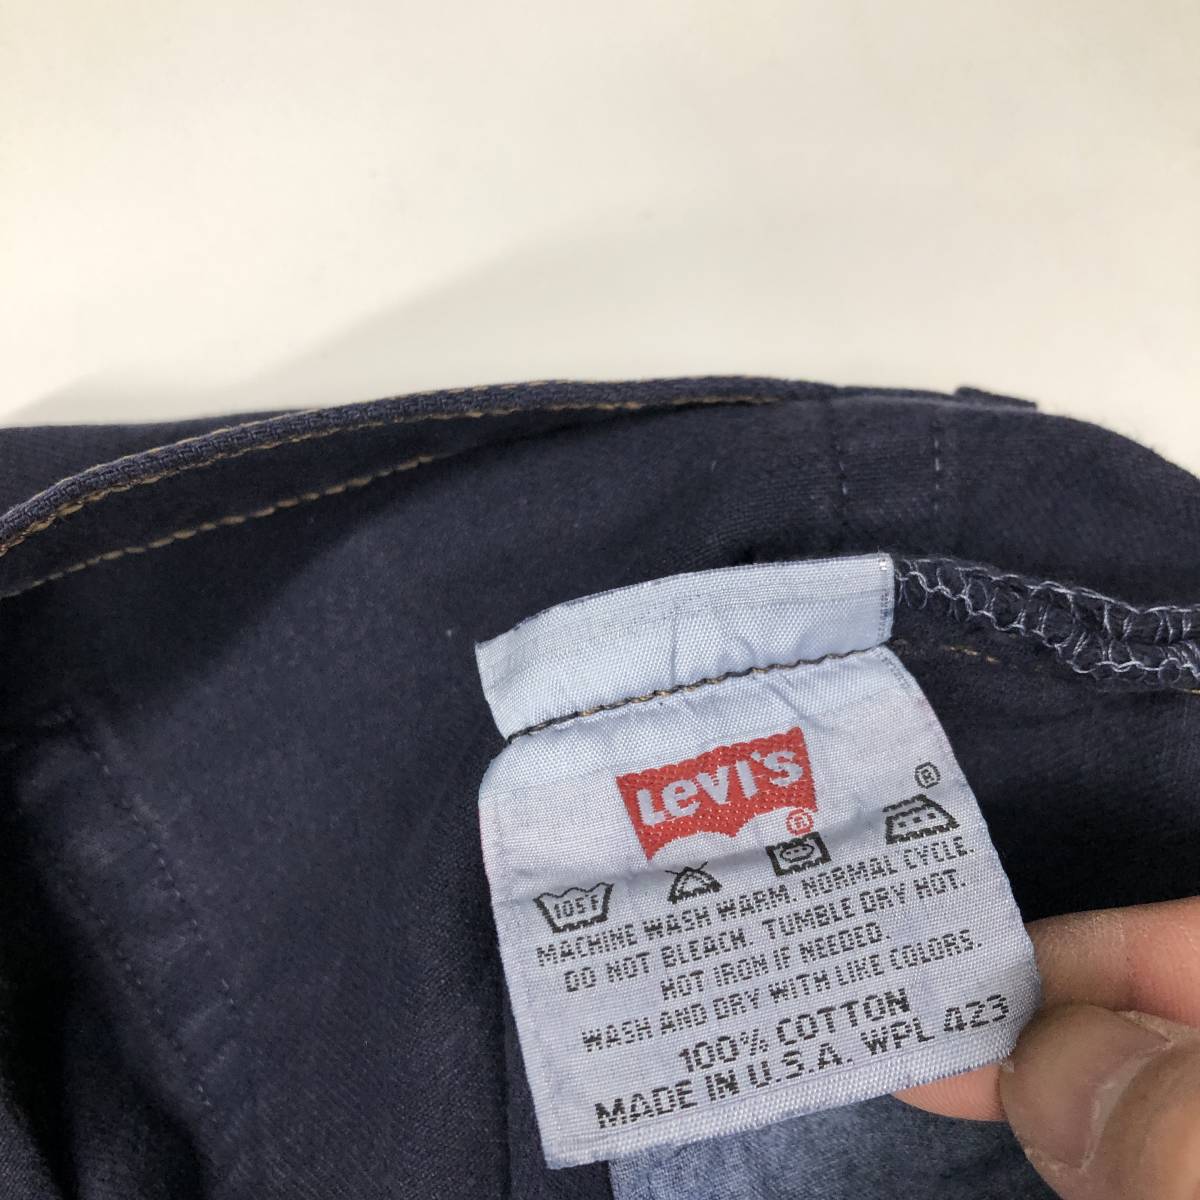 Levi's ®
®
105°F
MACHINE WASH WARM. NORMAL CYCLE.
DO NOT BLEACH. TUMBLE DRY HOT.
HOT IRON IF NEEDED.
WASH AND DRY WITH LIKE COLORS.
100% COTTON
MADE IN U.S.A. WPL 423